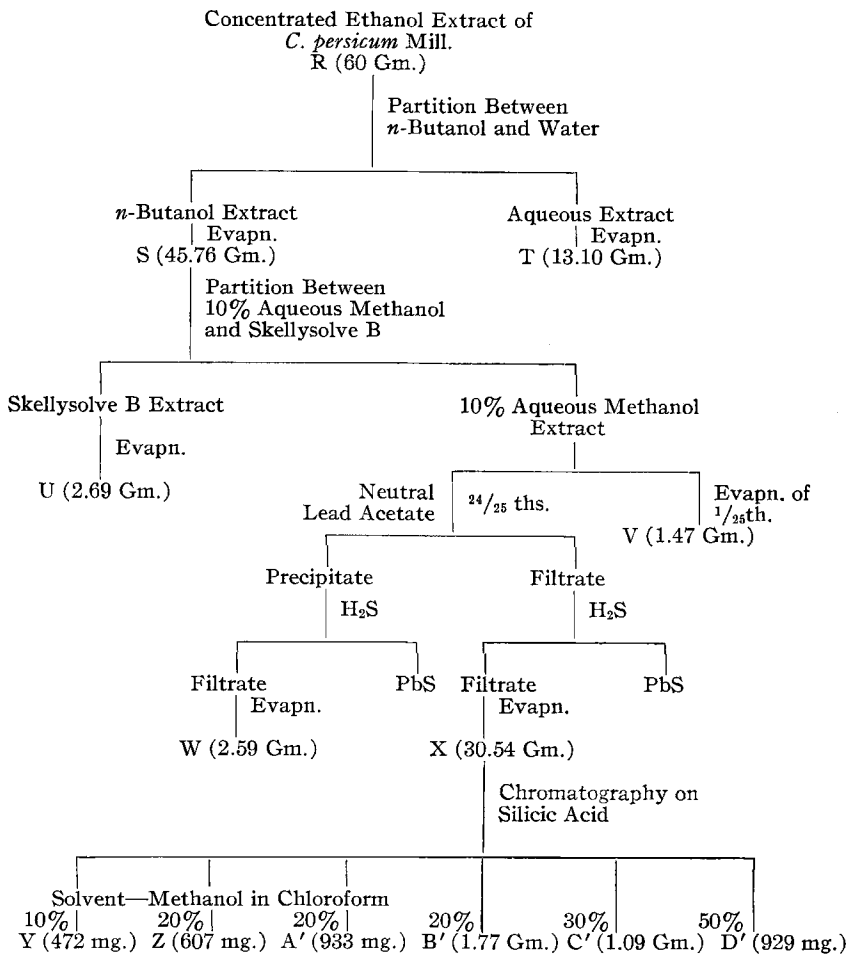 Concentrated Ethanol Extract of
C. persicum Mill.
R (60 Gm.)
Partition Between
n-Butanol and Water
n-Butanol Extract
Evapn.
S (45.76 Gm.)
Aqueous Extract
Evapn.
T (13.10 Gm.)
Partition Between
10% Aqueous Methanol
and Skellysolve B
Skellysolve B Extract
Evapn.
U (2.69 Gm.)
10% Aqueous Methanol
Extract
Neutral
Lead Acetate
24/25 ths.
Evapn. of
1/25th.
V (1.47 Gm.)
Precipitate
H2S
Filtrate
H2S
Filtrate
Evapn.
W (2.59 Gm.)
PbS
Filtrate
Evapn.
X (30.54 Gm.)
PbS
Chromatography on
Silicic Acid
Solvent—Methanol in Chloroform
10% 20% 20% 20% 30% 50%
Y (472 mg.) Z (607 mg.) A′ (933 mg.) B′ (1.77 Gm.) C′ (1.09 Gm.) D′ (929 mg.)